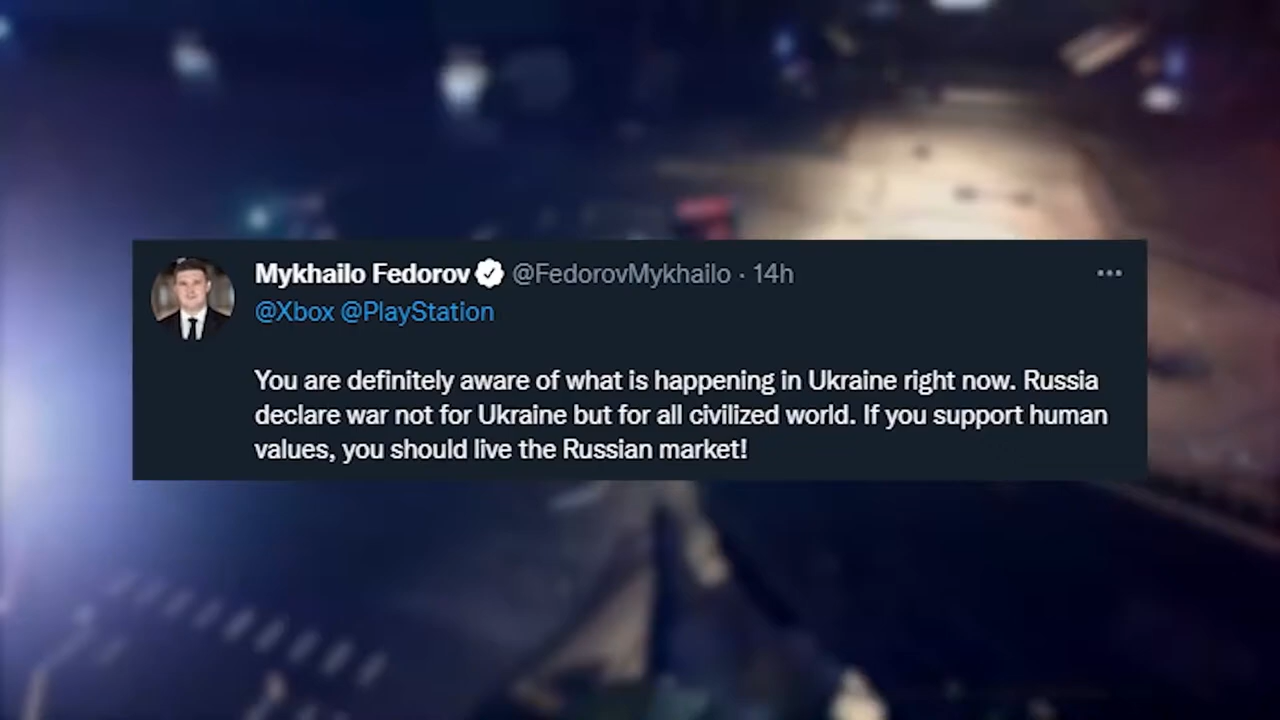 Mykhailo Fedorov @FedorovMykhailo · 14h
@Xbox @PlayStation
You are definitely aware of what is happening in Ukraine right now. Russia
declare war not for Ukraine but for all civilized world. If you support human
values, you should live the Russian market!